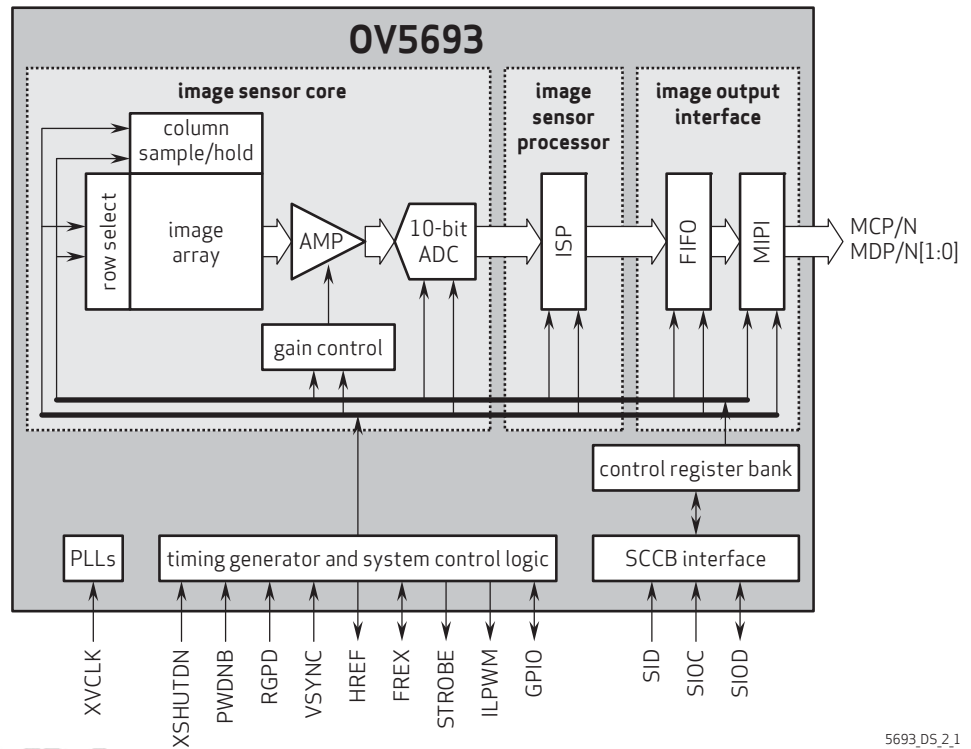 OV5693
image sensor core
image
sensor
processor
image output
interface
column
sample/hold
row select
image
array
AMP
10-bit
ADC
ISP
FIFO
MIPI
MCP/N
MDP/N[1:0]
gain control
control register bank
PLLs
timing generator and system control logic
SCCB interface
XVCLK
XSHUTDN
PWDNB
RGPD
VSYNC
HREF
FREX
STROBE
ILPWM
GPIO
SID
SIOC
SIOD
5693_DS_2_1